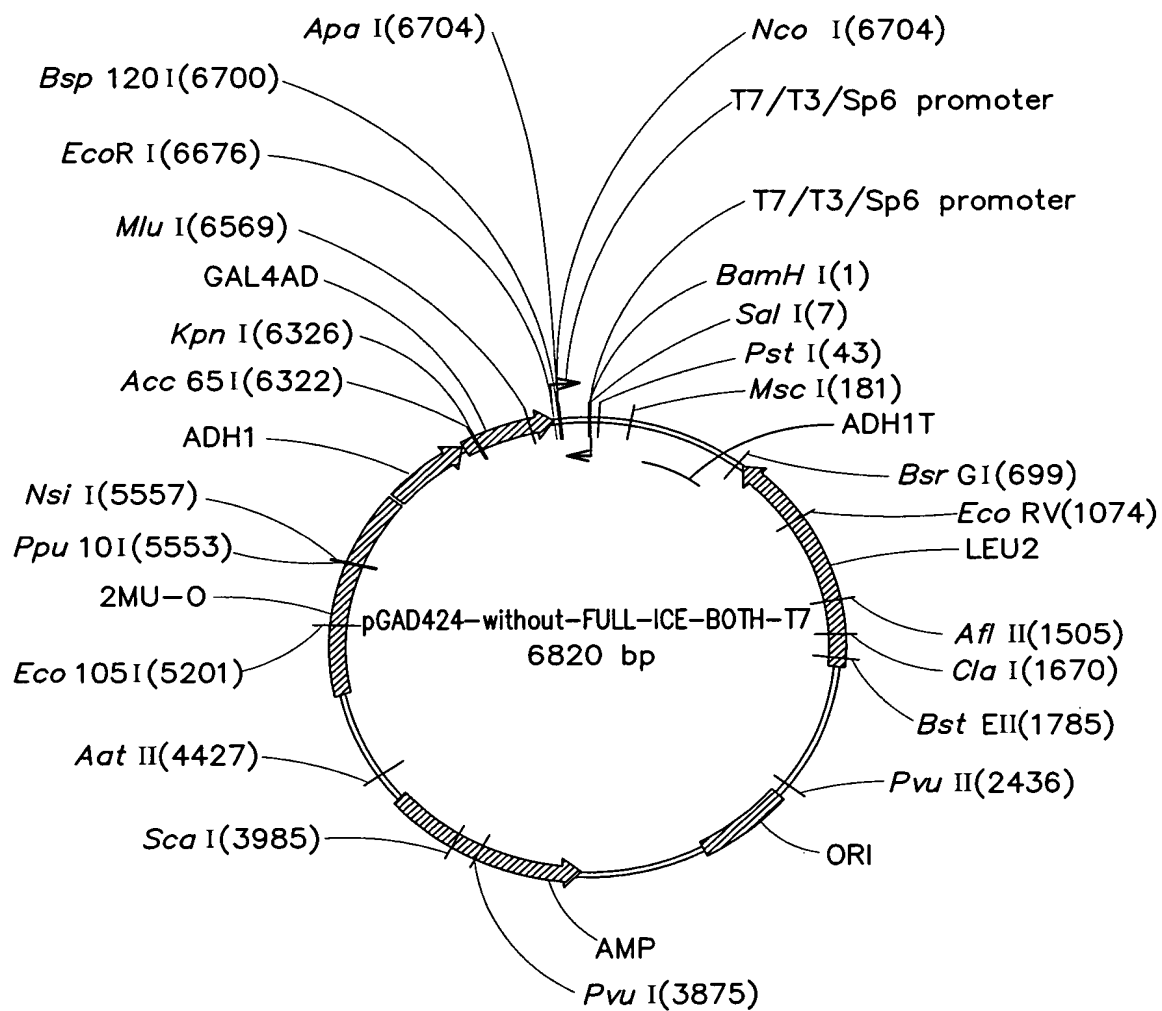 Apa I(6704)
Nco I(6704)
Bsp 120I(6700)
T7/T3/Sp6 promoter
EcoR I(6676)
T7/T3/Sp6 promoter
Mlu I(6569)
GAL4AD
BamH I(1)
Sal I(7)
Kpn I(6326)
Pst I(43)
Acc 65I(6322)
Msc I(181)
ADH1
ADH1T
Bsr GI(699)
Nsi I(5557)
Eco RV(1074)
Ppu 10I(5553)
LEU2
2MU-O
pGAD424-without-FULL-ICE-BOTH-T7
6820 bp
Afl II(1505)
Eco 105I(5201)
Cla I(1670)
Bst EII(1785)
Aat II(4427)
Pvu II(2436)
Sca I(3985)
ORI
AMP
Pvu I(3875)